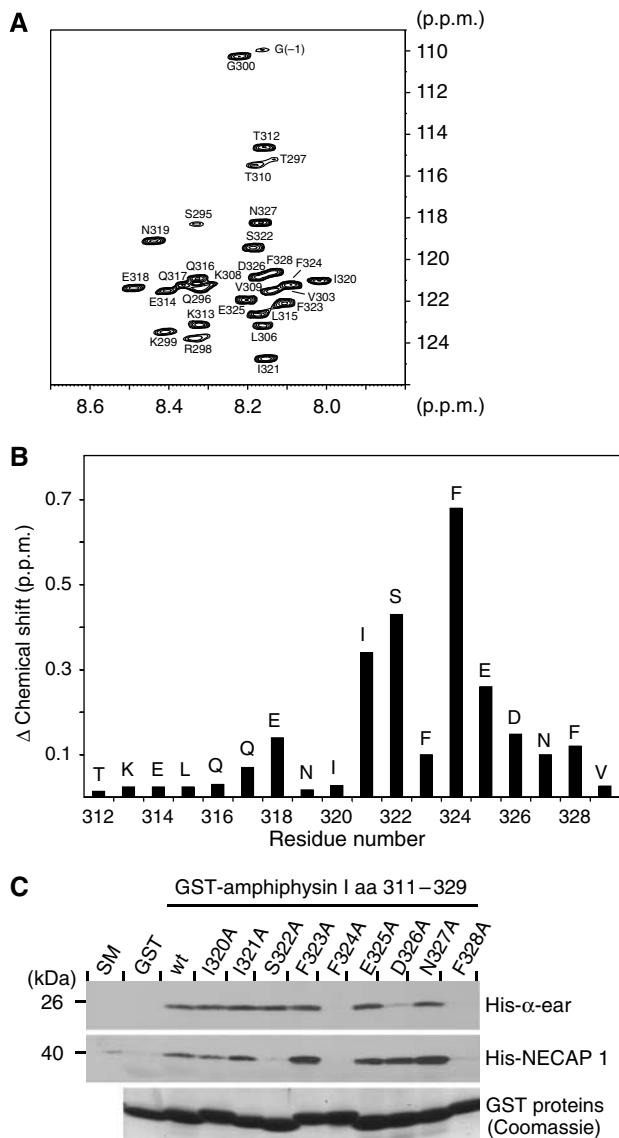 A
(p.p.m.)
G(−1)
110
G300
112
T312
114
T297
T310
116
S295
N327
118
N319
S322
D326 F328 F324
120
Q317 Q316 K308 V309 I320
E318
E314 Q296 E325 V303
122
K313 L315 F323
K299 R298 L306
124
I321
8.6 8.4 8.2 8.0 (p.p.m.)
B
Δ Chemical shift (p.p.m.)
0.7
0.5
0.3
0.1
T K E L Q Q E N I I S F F E D N F V
312 314 316 318 320 322 324 326 328
Residue number
C
GST-amphiphysin I aa 311–329
SM GST wt I320A I321A S322A F323A F324A E325A D326A N327A F328A
(kDa)
26
His-α-ear
40
His-NECAP 1
GST proteins
(Coomassie)